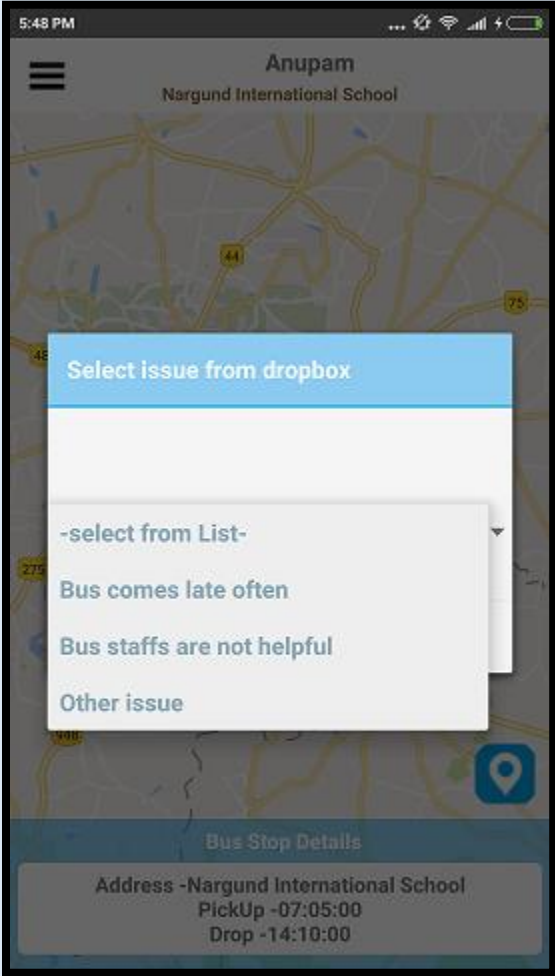 5:48 PM
...
Anupam
Nargund International School
44
75
48
Select issue from dropbox
-select from List-
275
Bus comes late often
Bus staffs are not helpful
Other issue
948
Bus Stop Details
Address -Nargund International School
PickUp -07:05:00
Drop -14:10:00